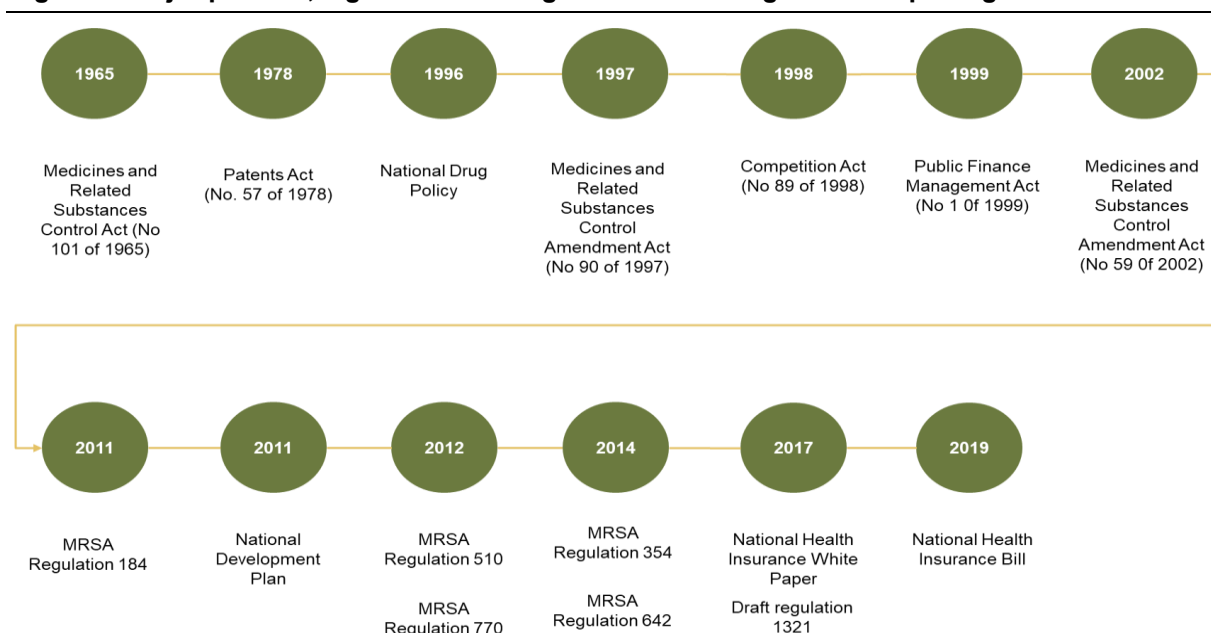 1965
1978
1996
1997
1998
1999
2002
Medicines and
Related
Substances
Control Act (No
101 of 1965)
Patents Act
(No. 57 of 1978)
National Drug
Policy
Medicines and
Related
Substances
Control
Amendment Act
(No 90 of 1997)
Competition Act
(No 89 of 1998)
Public Finance
Management Act
(No 1 0f 1999)
Medicines and
Related
Substances
Control
Amendment Act
(No 59 0f 2002)
2011
2011
2012
2014
2017
2019
MRSA
Regulation 184
National
Development
Plan
MRSA
Regulation 510
MRSA
Regulation 770
MRSA
Regulation 354
MRSA
Regulation 642
National Health
Insurance White
Paper
Draft regulation
1321
National Health
Insurance Bill